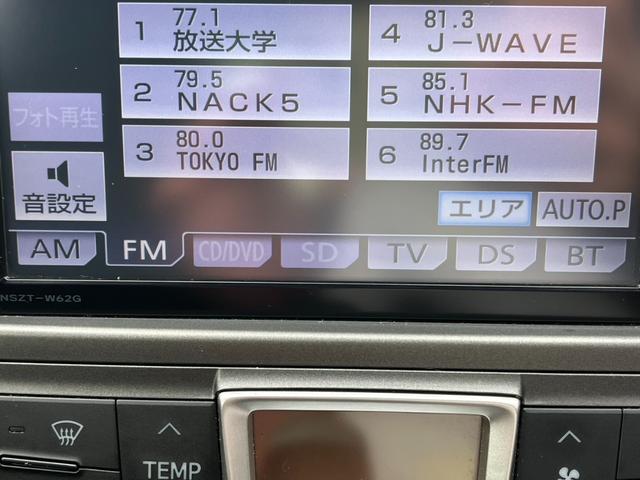 77.1
1 放送大学
81.3
4 J-WAVE
79.5
2 NACK5
85.1
5 NHK-FM
80.0
3 TOKYO FM
89.7
6 InterFM
フォト再生
音設定
エリア AUTO.P
AM FM CD/DVD SD TV DS BT
NSZT-W62G
TEMP